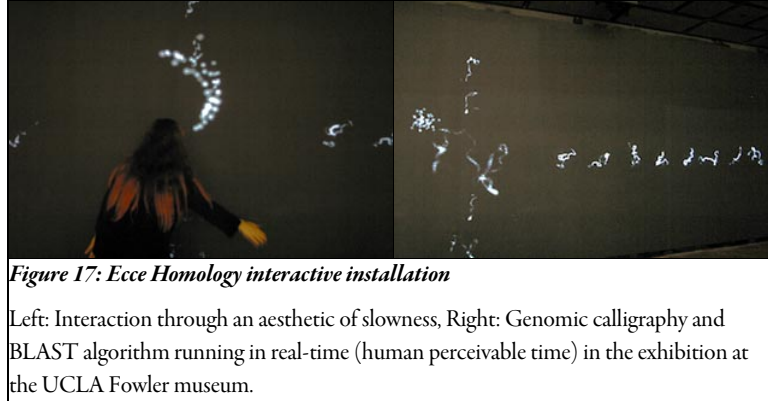 Figure 17: Ecce Homology interactive installation
Left: Interaction through an aesthetic of slowness, Right: Genomic calligraphy and
BLAST algorithm running in real-time (human perceivable time) in the exhibition at
the UCLA Fowler museum.